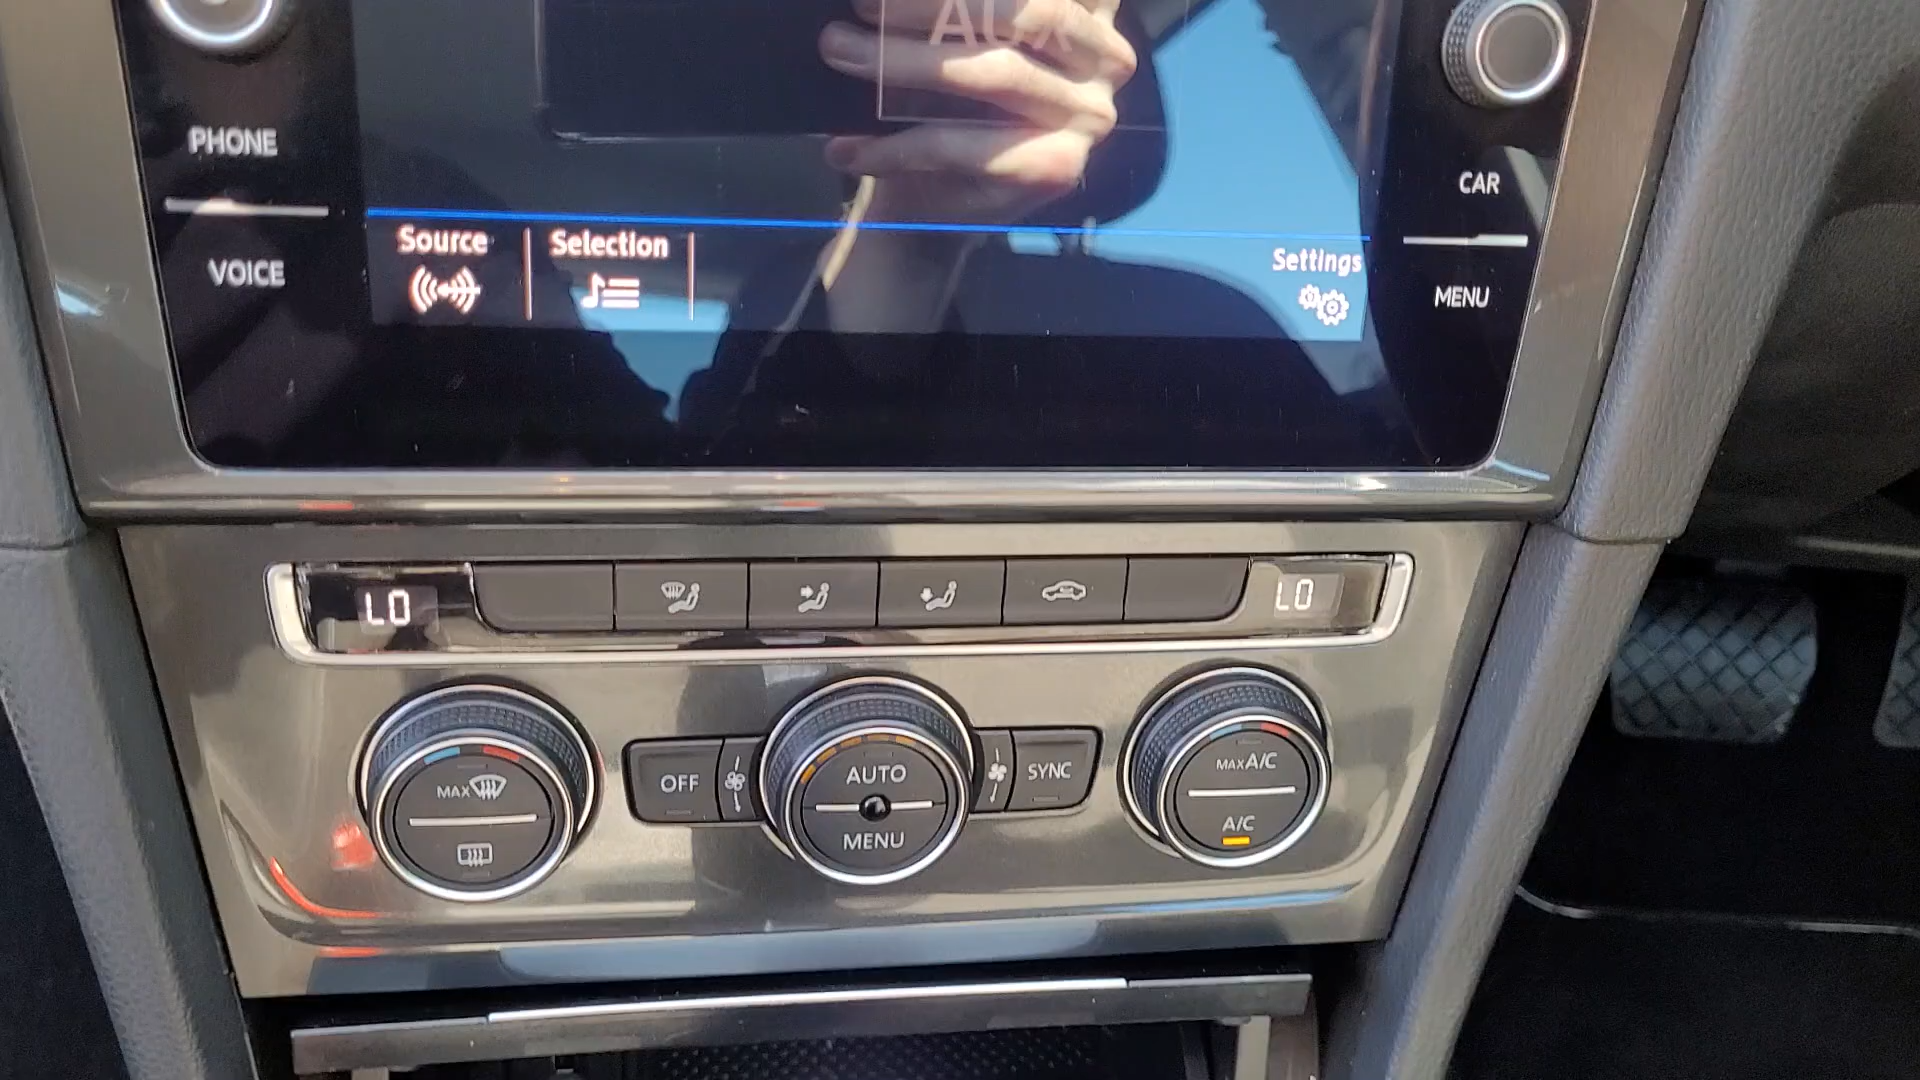 AUX
PHONE
CAR
VOICE
Source
Selection
Settings
MENU
LO
LO
MAX
OFF
AUTO
MENU
SYNC
MAX A/C
A/C